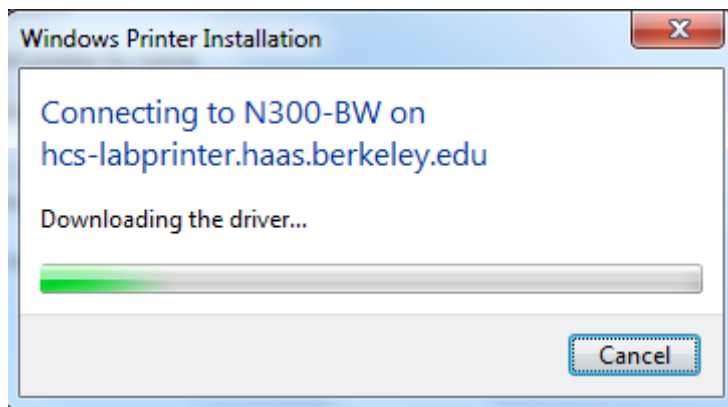 Windows Printer Installation
Connecting to N300-BW on
hcs-labprinter.haas.berkeley.edu
Downloading the driver...
Cancel